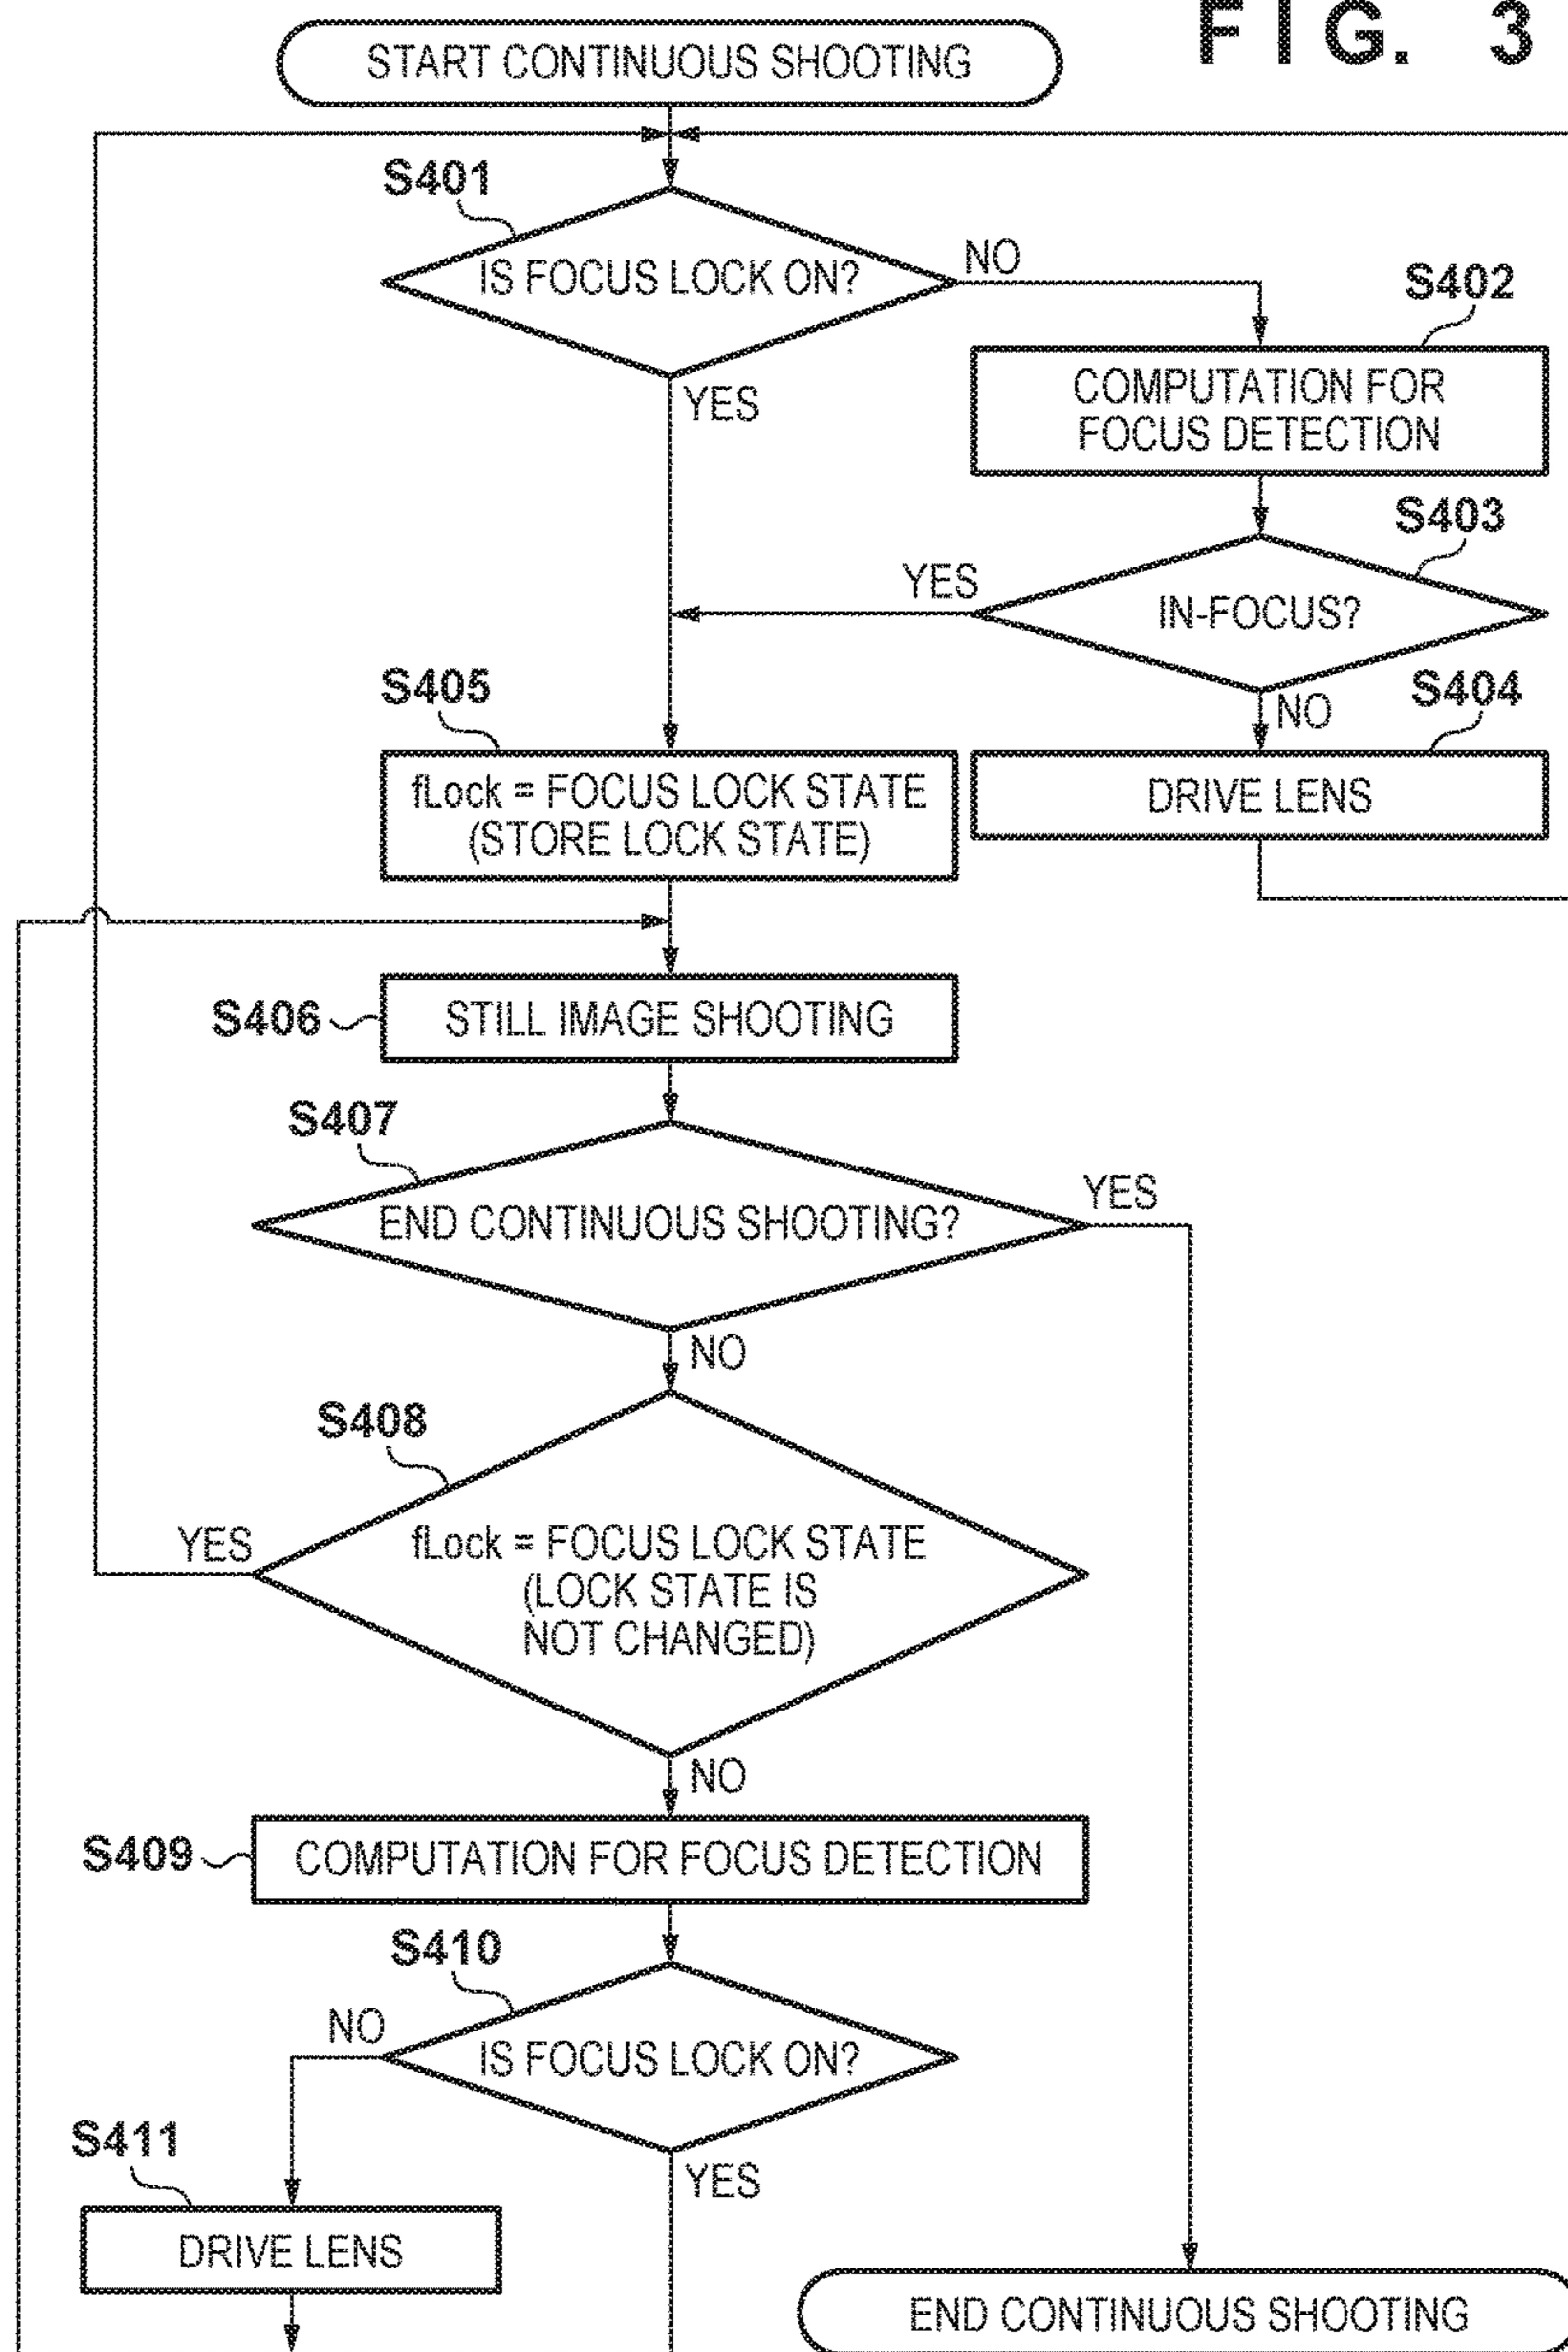 FIG. 3
START CONTINUOUS SHOOTING
S401
IS FOCUS LOCK ON?
NO
YES
S402
COMPUTATION FOR
FOCUS DETECTION
S403
IN-FOCUS?
YES
NO
S404
DRIVE LENS
S405
fLock = FOCUS LOCK STATE
(STORE LOCK STATE)
S406
STILL IMAGE SHOOTING
S407
END CONTINUOUS SHOOTING?
YES
NO
S408
fLock = FOCUS LOCK STATE
(LOCK STATE IS
NOT CHANGED)
YES
NO
S409
COMPUTATION FOR FOCUS DETECTION
S410
IS FOCUS LOCK ON?
NO
YES
S411
DRIVE LENS
END CONTINUOUS SHOOTING